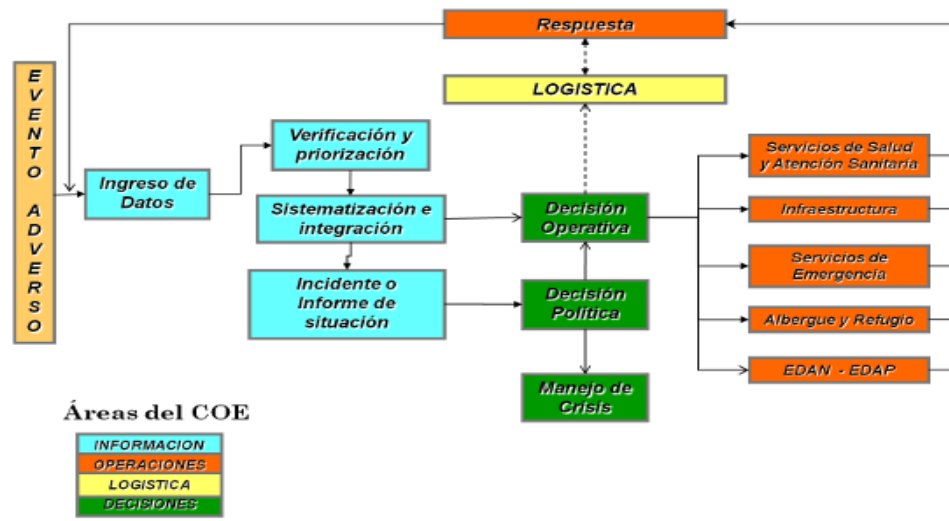 Respuesta
LOGISTICA
EVENTO ADVERSO
Verificación y
priorización
Ingreso de
Datos
Sistematización e
integración
Incidente o
Informe de
situación
Decisión
Operativa
Decisión
Política
Manejo de
Crisis
Servicios de Salud
y Atención Sanitaria
Infraestructura
Servicios de
Emergencia
Albergue y Refugio
EDAN - EDAP
Áreas del COE
INFORMACION
OPERACIONES
LOGISTICA
DECISIONES